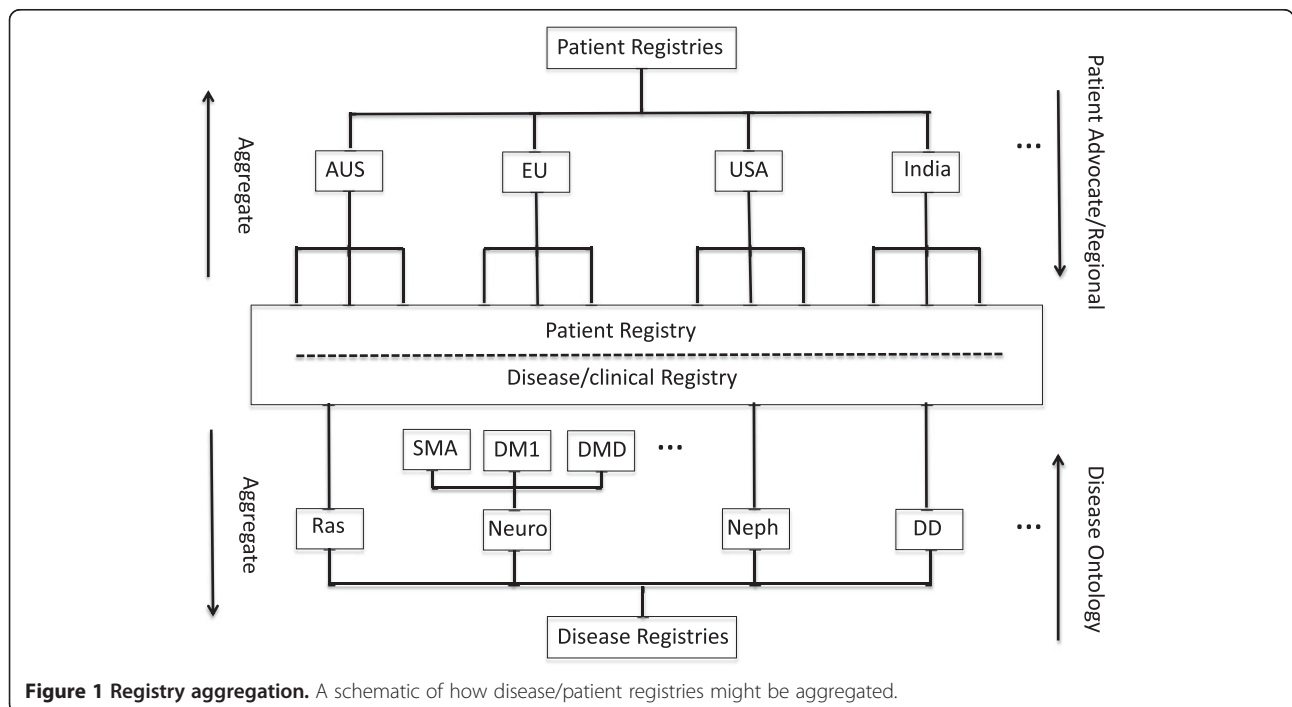 Patient Registries
Aggregate
Patient Advocate/Regional
AUS
EU
USA
India
...
Patient Registry
Disease/clinical Registry
Aggregate
Disease Ontology
SMA
DM1
DMD
...
Ras
Neuro
Neph
DD
...
Disease Registries
Figure 1 Registry aggregation. A schematic of how disease/patient registries might be aggregated.